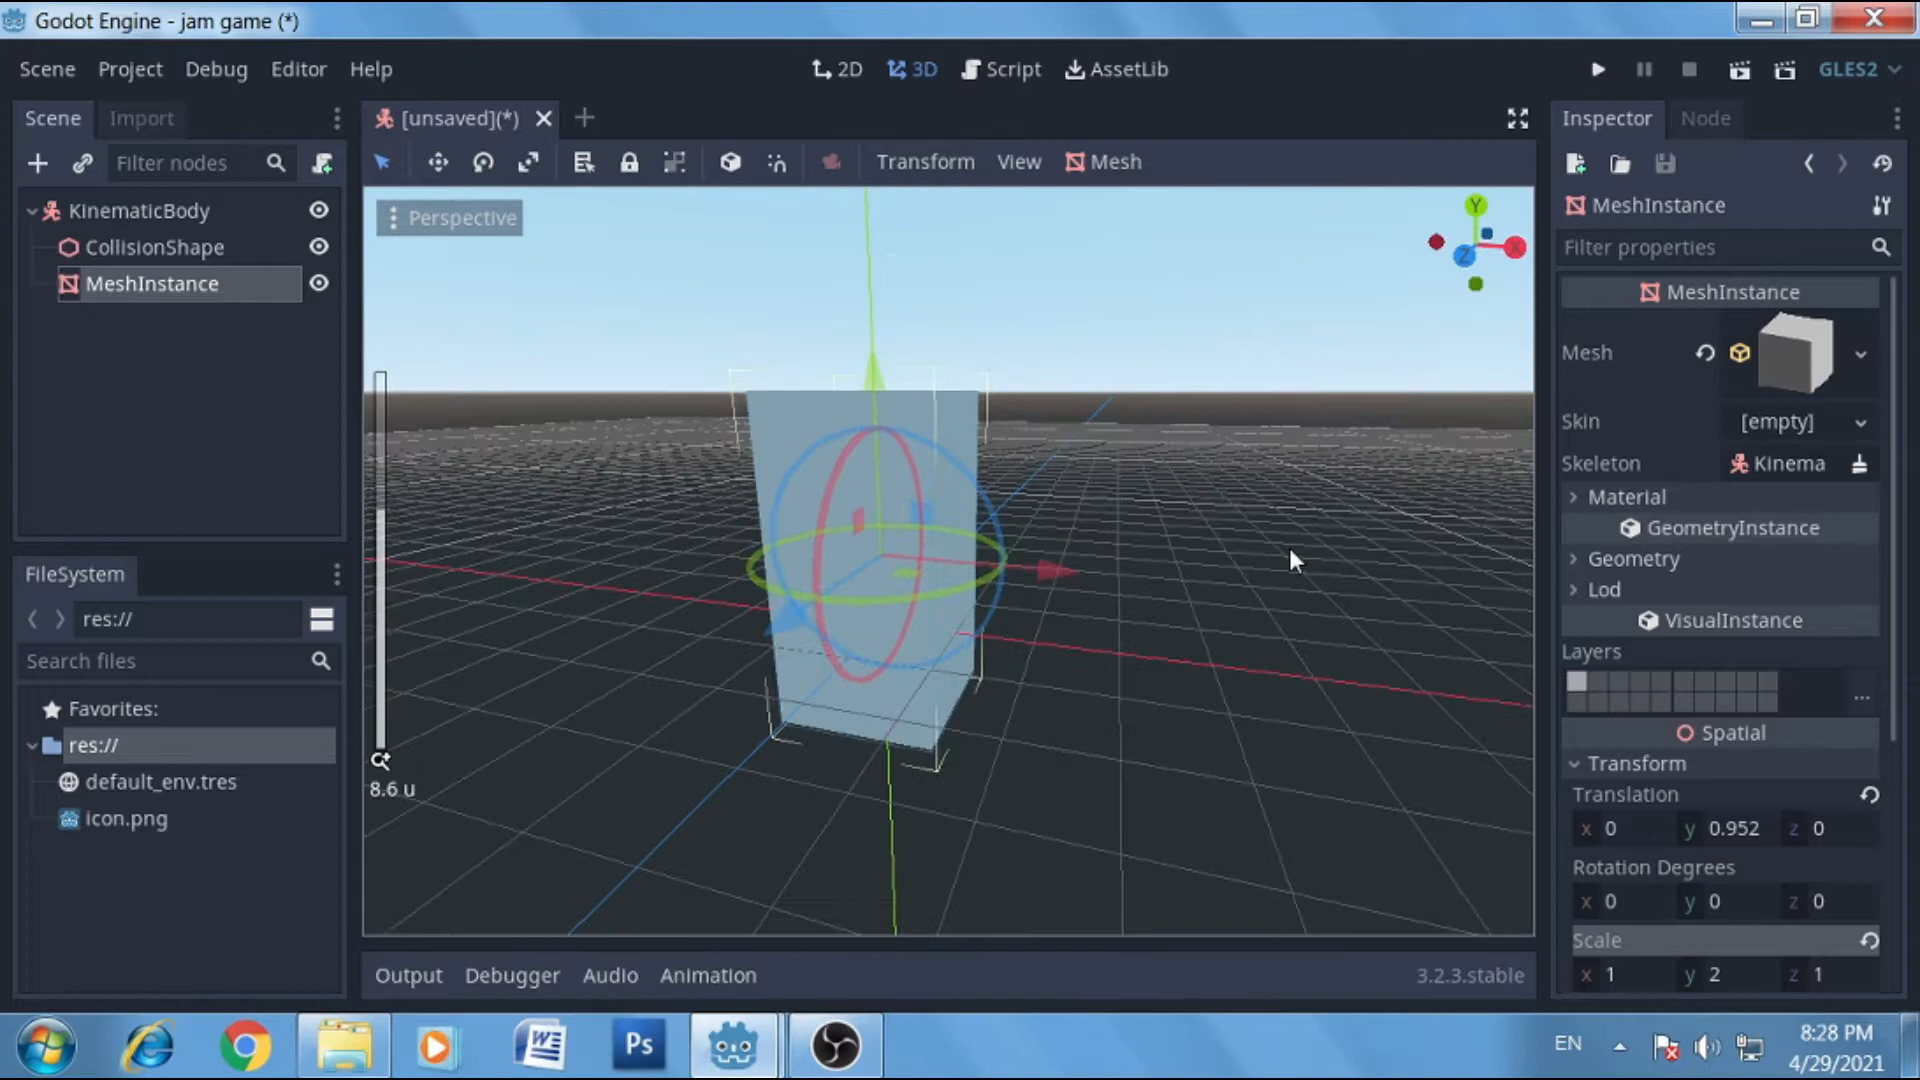 Godot Engine - jam game (*)
Scene Project Debug Editor Help
2D 3D Script AssetLib
GLES2
Scene Import
[unsaved](*)
Inspector Node
Filter nodes
Transform View Mesh
KinematicBody
CollisionShape
MeshInstance
Perspective
Y
X
Z
8.6 u
FileSystem
res://
Search files
Favorites:
res://
default_env.tres
icon.png
Output Debugger Audio Animation
3.2.3.stable
MeshInstance
Filter properties
MeshInstance
Mesh
Skin [empty]
Skeleton Kinema
Material
GeometryInstance
Geometry
Lod
VisualInstance
Layers
...
Spatial
Transform
Translation
x 0 y 0.952 z 0
Rotation Degrees
x 0 y 0 z 0
Scale
x 1 y 2 z 1
W Ps
EN
8:28 PM
4/29/2021